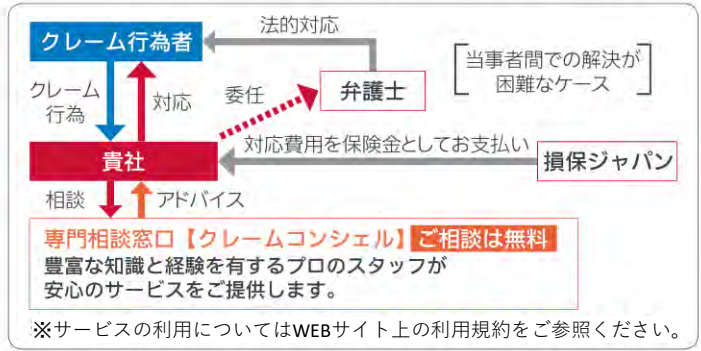 法的対応
クレーム行為者
当事者間での解決が
困難なケース
クレーム
行為
対応
委任
弁護士
対応費用を保険金としてお支払い
貴社
損保ジャパン
相談
アドバイス
専門相談窓口【クレームコンシェル】ご相談は無料
豊富な知識と経験を有するプロのスタッフが
安心のサービスをご提供します。
※サービスの利用についてはWEBサイト上の利用規約をご参照ください。